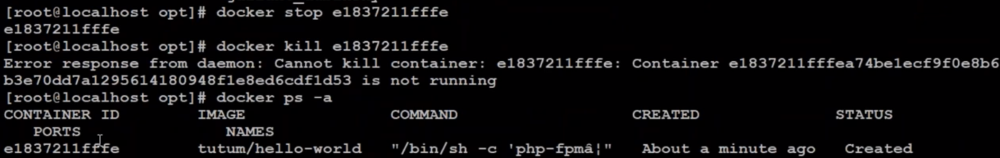 [root@localhost opt]# docker stop e1837211fffe
e1837211fffe
[root@localhost opt]# docker kill e1837211fffe
Error response from daemon: Cannot kill container: e1837211fffe: Container e1837211fffea74be1ecf9f0e8b6
b3e70dd7a1295614180948f1e8ed6cdf1d53 is not running
[root@localhost opt]# docker ps -a
CONTAINER ID IMAGE COMMAND CREATED STATUS
PORTS NAMES
e1837211fffe tutum/hello-world "/bin/sh -c 'php-fpmâ¦" About a minute ago Created